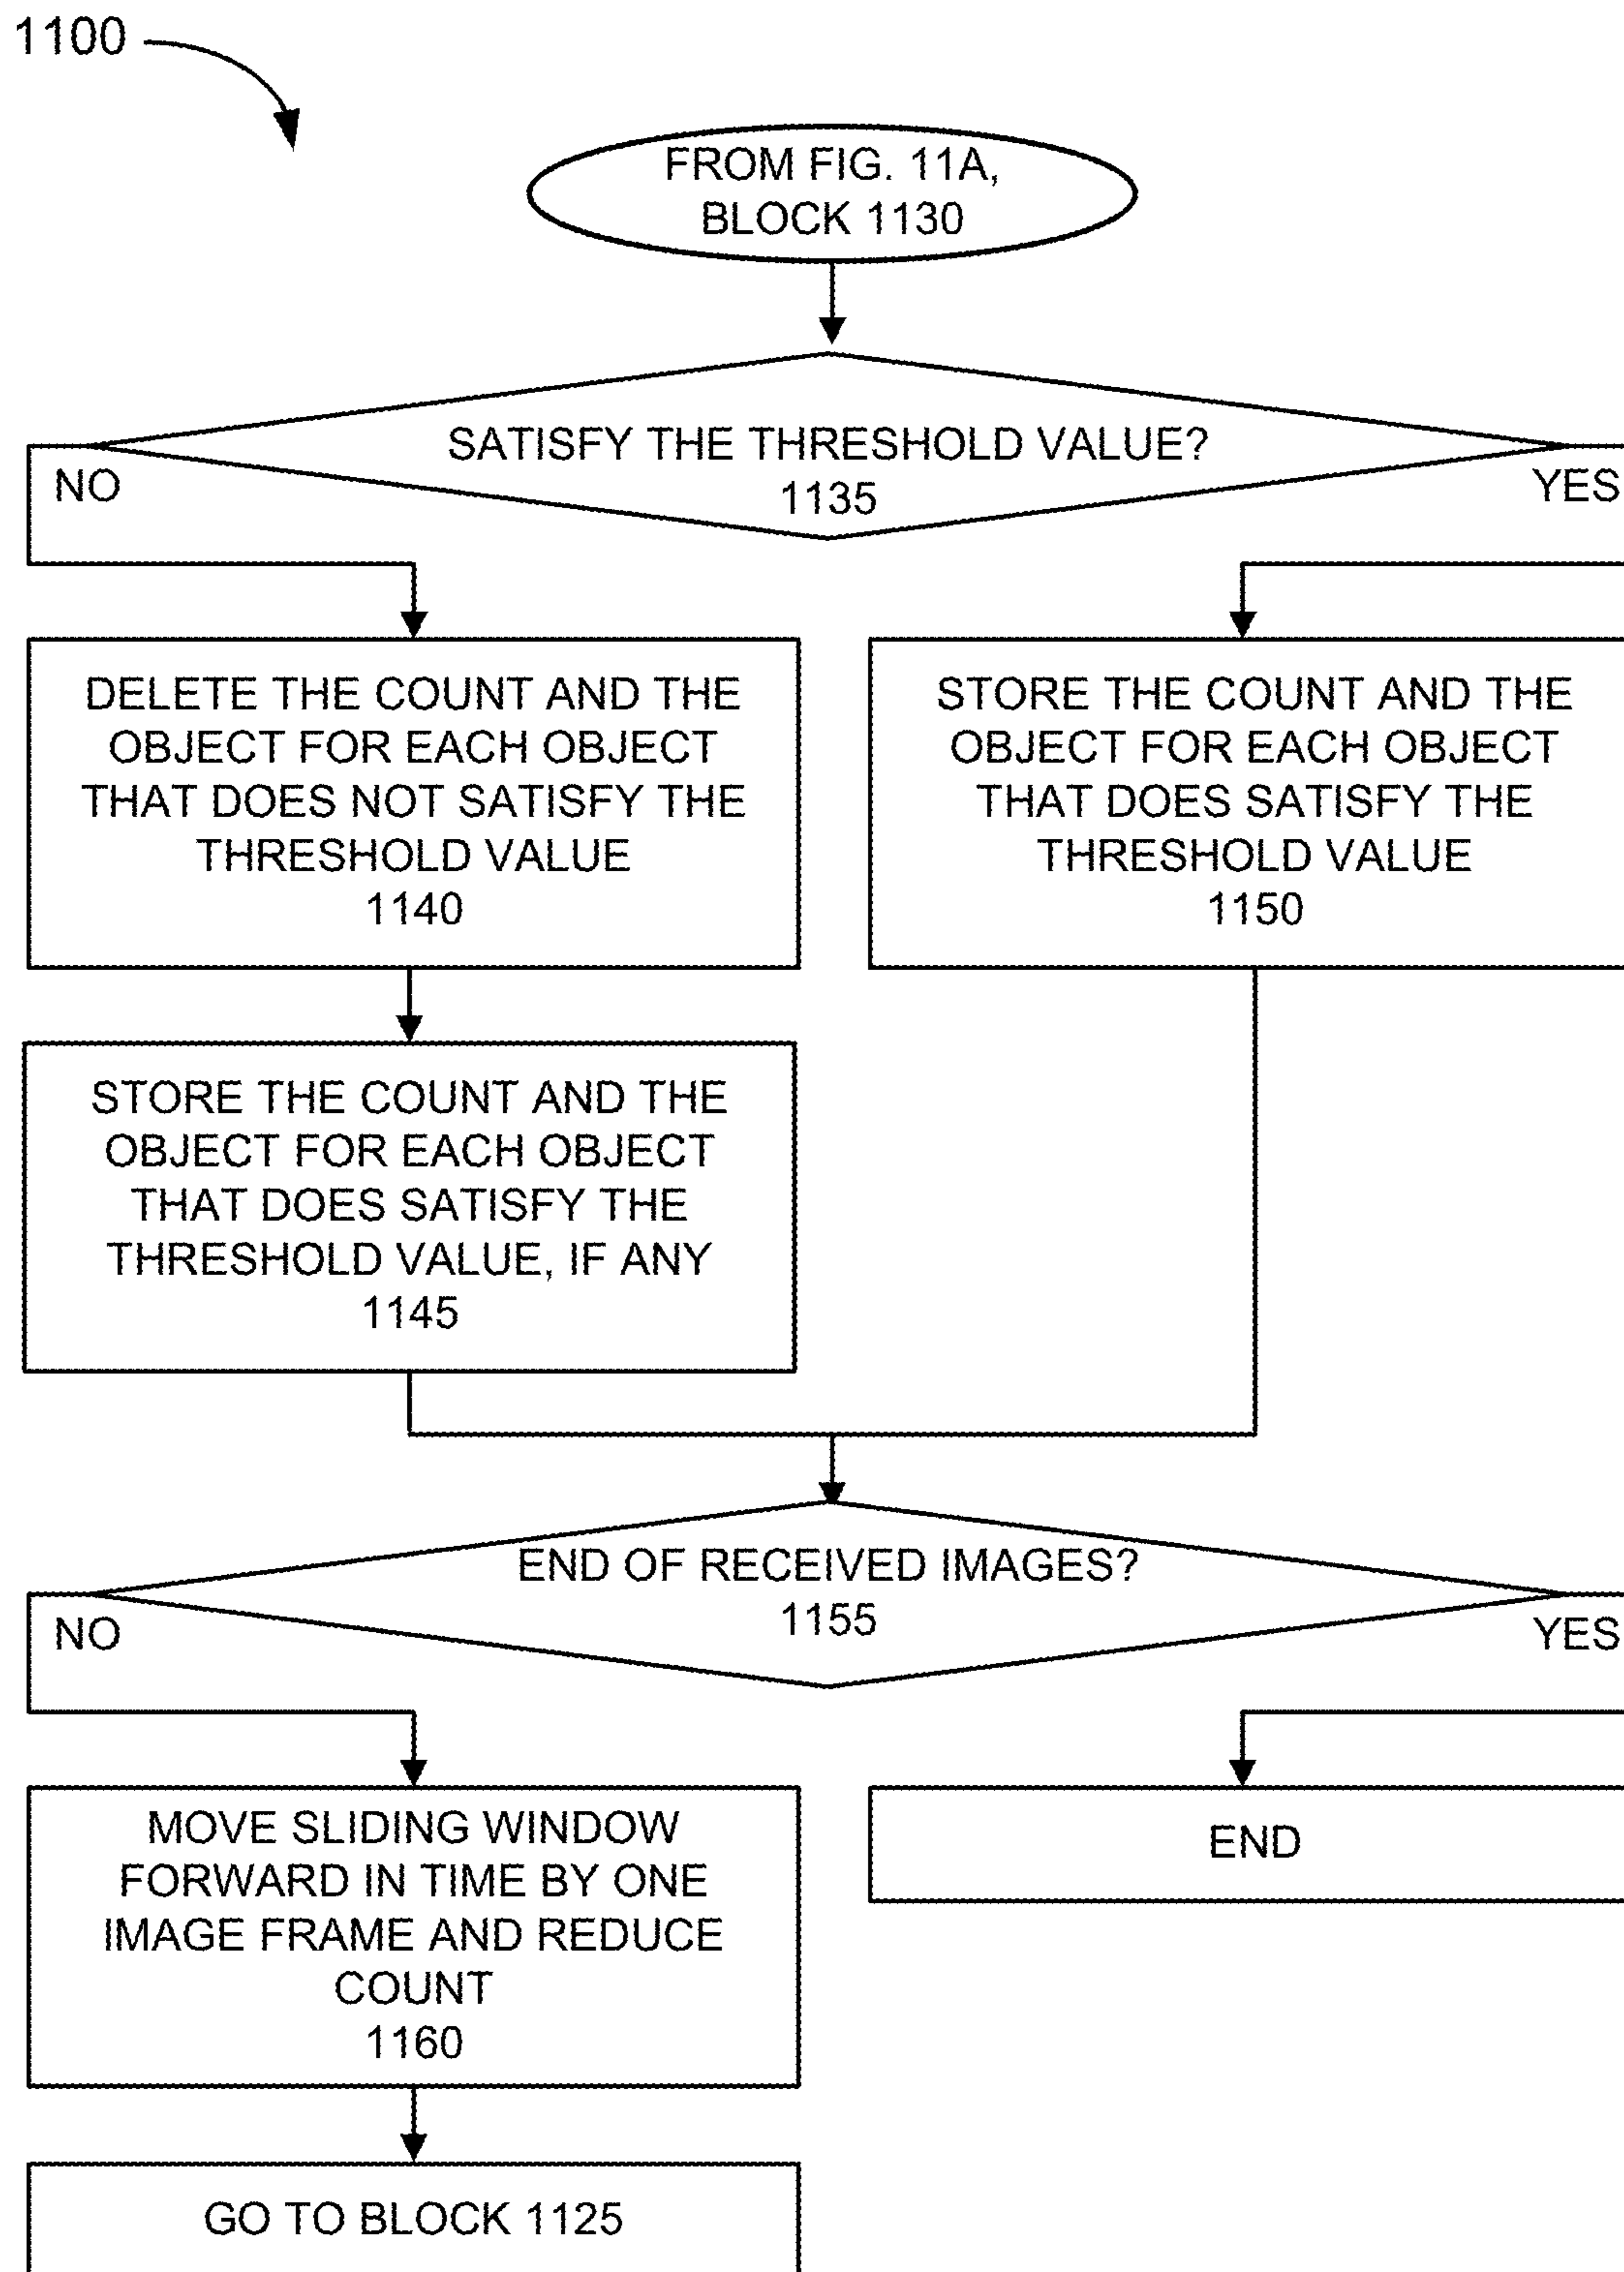 1100
FROM FIG. 11A,
BLOCK 1130
SATISFY THE THRESHOLD VALUE?
1135
NO
YES
DELETE THE COUNT AND THE
OBJECT FOR EACH OBJECT
THAT DOES NOT SATISFY THE
THRESHOLD VALUE
1140
STORE THE COUNT AND THE
OBJECT FOR EACH OBJECT
THAT DOES SATISFY THE
THRESHOLD VALUE
1150
STORE THE COUNT AND THE
OBJECT FOR EACH OBJECT
THAT DOES SATISFY THE
THRESHOLD VALUE, IF ANY
1145
END OF RECEIVED IMAGES?
1155
NO
YES
MOVE SLIDING WINDOW
FORWARD IN TIME BY ONE
IMAGE FRAME AND REDUCE
COUNT
1160
END
GO TO BLOCK 1125